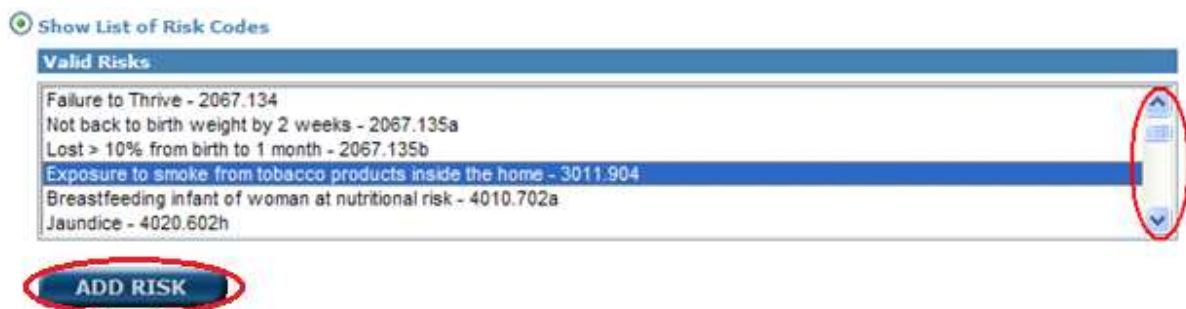 Show List of Risk Codes
Valid Risks
Failure to Thrive - 2067.134
Not back to birth weight by 2 weeks - 2067.135a
Lost > 10% from birth to 1 month - 2067.135b
Exposure to smoke from tobacco products inside the home - 3011.904
Breastfeeding infant of woman at nutritional risk - 4010.702a
Jaundice - 4020.602h
ADD RISK